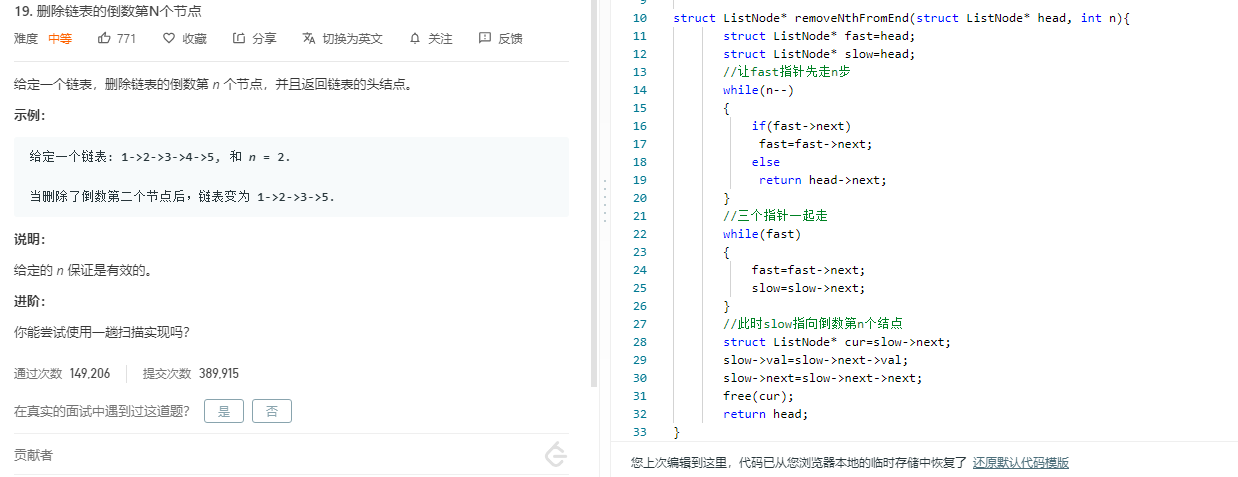 19. 删除链表的倒数第N个节点
难度 中等 771 收藏 分享 切换为英文 关注 反馈
给定一个链表，删除链表的倒数第 n 个节点，并且返回链表的头结点。
示例：
给定一个链表: 1->2->3->4->5, 和 n = 2.
当删除了倒数第二个节点后，链表变为 1->2->3->5.
说明：
给定的 n 保证是有效的。
进阶：
你能尝试使用一趟扫描实现吗？
通过次数 149,206 提交次数 389,915
在真实的面试中遇到过这道题？ 是 否
贡献者
9
10 struct ListNode* removeNthFromEnd(struct ListNode* head, int n){
11 struct ListNode* fast=head;
12 struct ListNode* slow=head;
13 //让fast指针先走n步
14 while(n--)
15 {
16 if(fast->next)
17 fast=fast->next;
18 else
19 return head->next;
20 }
21 //三个指针一起走
22 while(fast)
23 {
24 fast=fast->next;
25 slow=slow->next;
26 }
27 //此时slow指向倒数第n个结点
28 struct ListNode* cur=slow->next;
29 slow->val=slow->next->val;
30 slow->next=slow->next->next;
31 free(cur);
32 return head;
33 }
您上次编辑到这里，代码已从您浏览器本地的临时存储中恢复了 还原默认代码模版